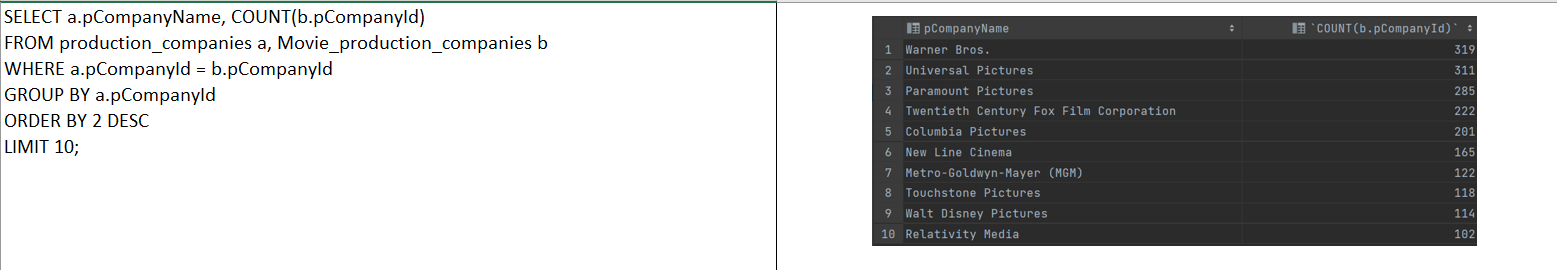 SELECT a.pCompanyName, COUNT(b.pCompanyId)
FROM production_companies a, Movie_production_companies b
WHERE a.pCompanyId = b.pCompanyId
GROUP BY a.pCompanyId
ORDER BY 2 DESC
LIMIT 10;
pCompanyName `COUNT(b.pCompanyId)`
1 Warner Bros. 319
2 Universal Pictures 311
3 Paramount Pictures 285
4 Twentieth Century Fox Film Corporation 222
5 Columbia Pictures 201
6 New Line Cinema 165
7 Metro-Goldwyn-Mayer (MGM) 122
8 Touchstone Pictures 118
9 Walt Disney Pictures 114
10 Relativity Media 102